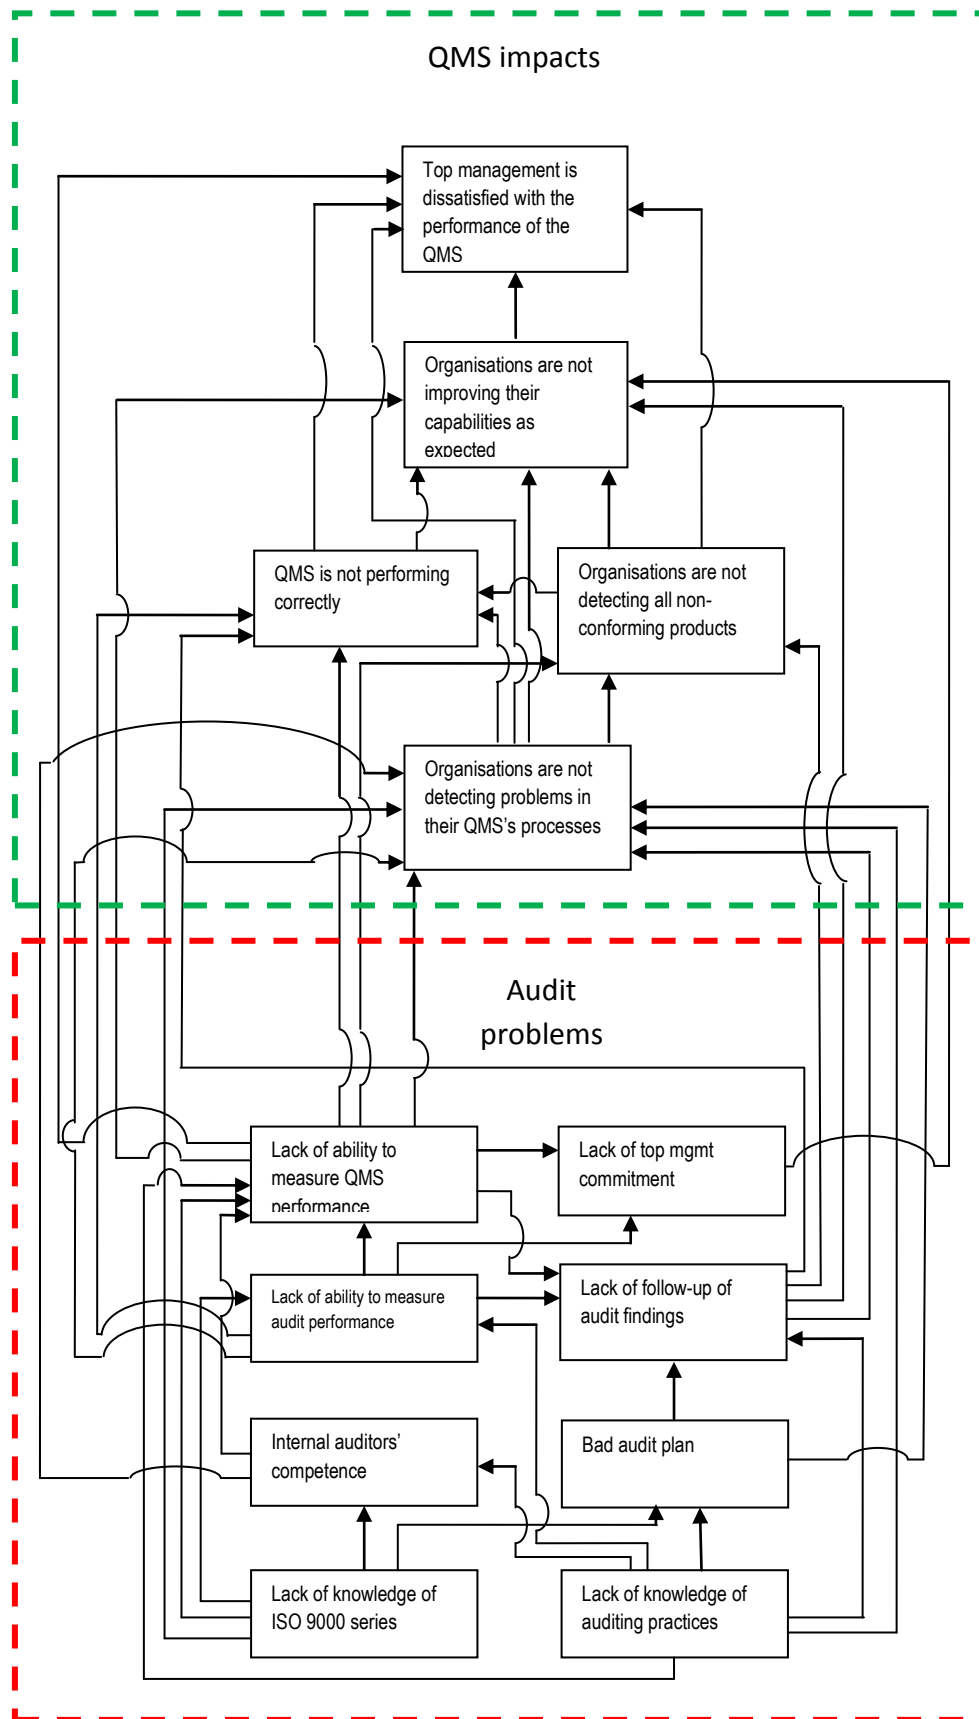 QMS impacts
Top management is
dissatisfied with the
performance of the
QMS
Organisations are not
improving their
capabilities as
expected
QMS is not performing
correctly
Organisations are not
detecting all non-
conforming products
Organisations are not
detecting problems in
their QMS’s processes
Audit
problems
Lack of ability to
measure QMS
performance
Lack of top mgmt
commitment
Lack of ability to measure
audit performance
Lack of follow-up of
audit findings
Internal auditors’
competence
Bad audit plan
Lack of knowledge of
ISO 9000 series
Lack of knowledge of
auditing practices